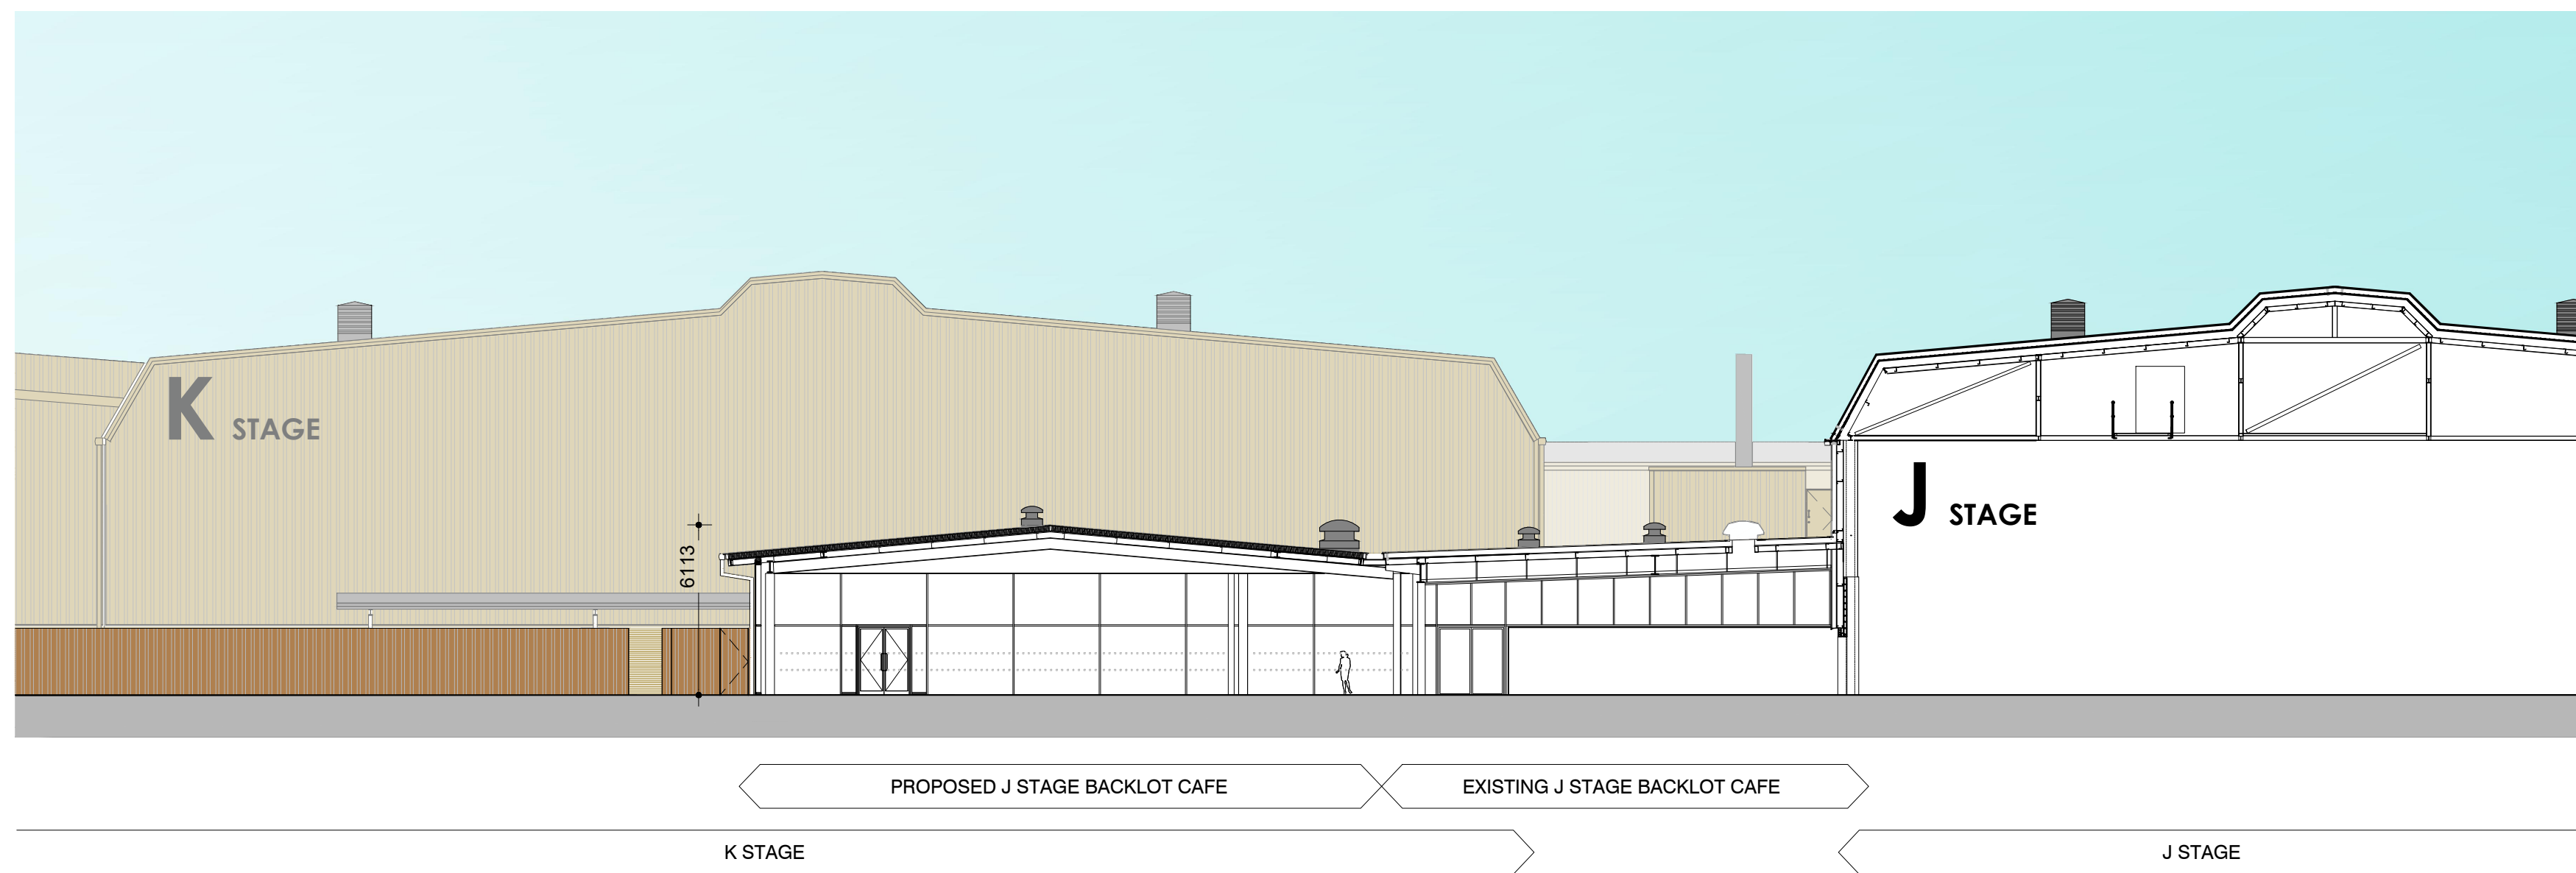 K STAGE
J STAGE
6113
PROPOSED J STAGE BACKLOT CAFE
EXISTING J STAGE BACKLOT CAFE
K STAGE
J STAGE